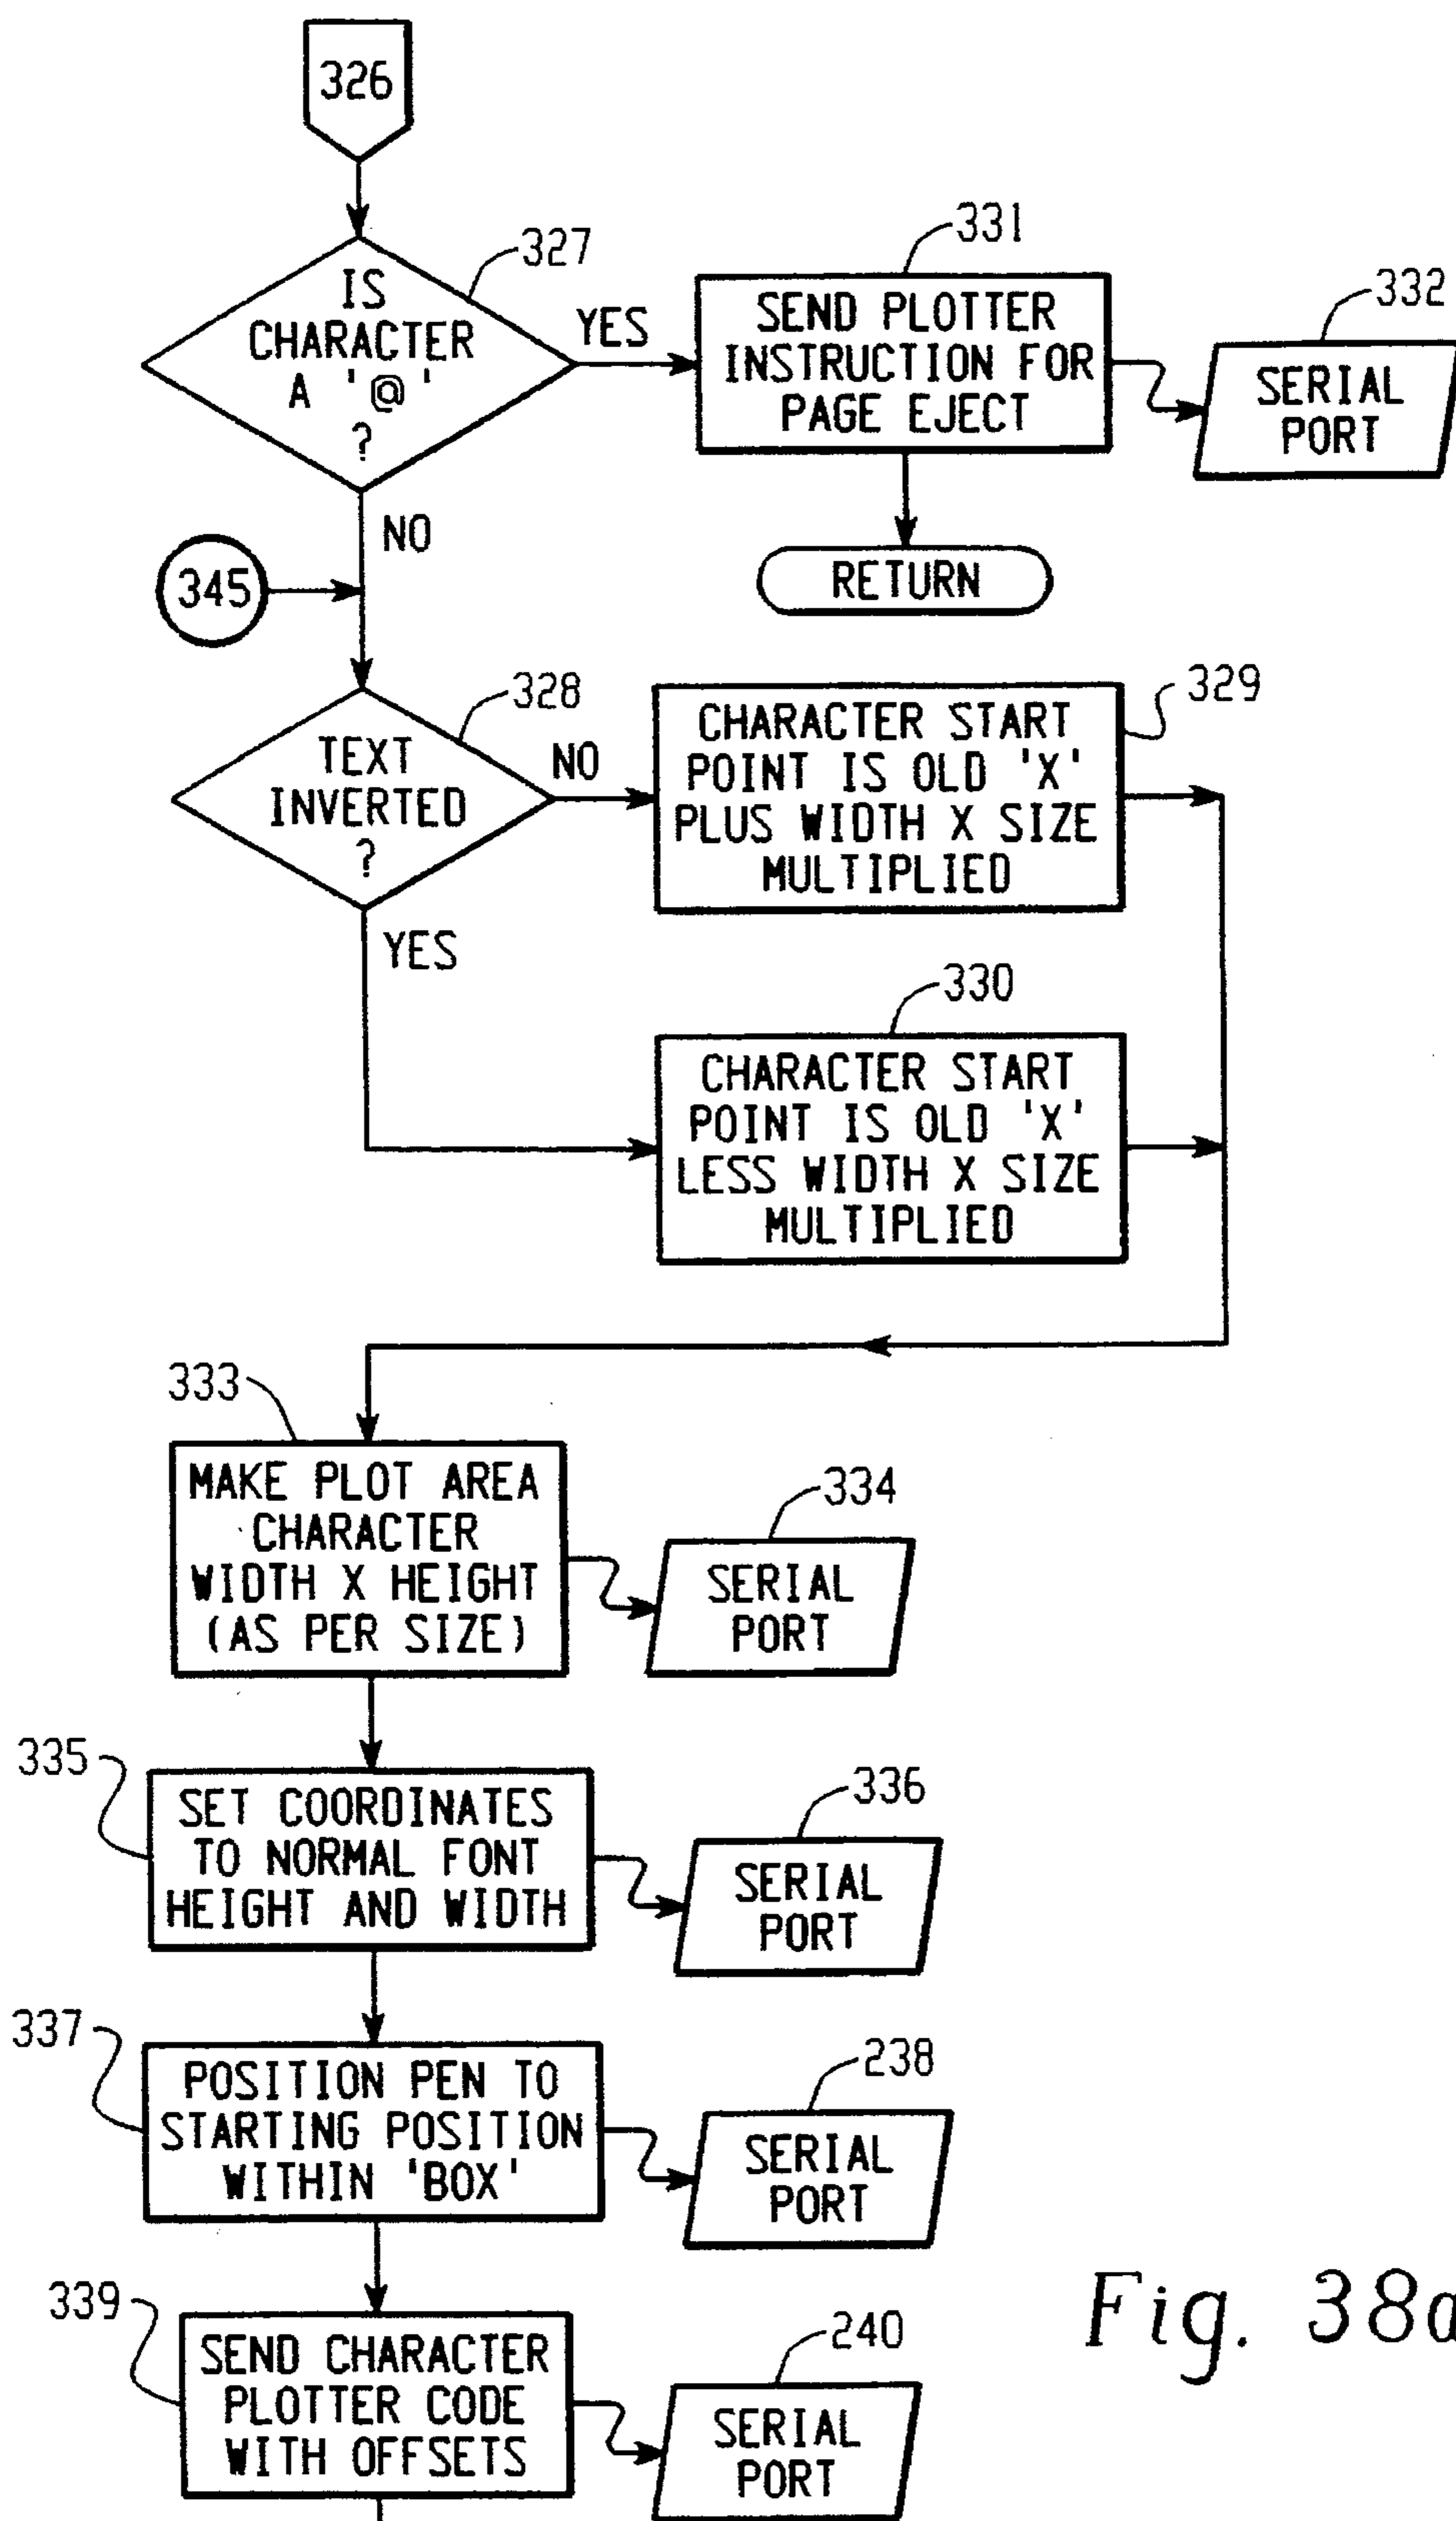 326
327
IS
CHARACTER
A '@'
?
YES
331
SEND PLOTTER
INSTRUCTION FOR
PAGE EJECT
332
SERIAL
PORT
NO
345
RETURN
328
TEXT
INVERTED
?
NO
329
CHARACTER START
POINT IS OLD 'X'
PLUS WIDTH X SIZE
MULTIPLIED
YES
330
CHARACTER START
POINT IS OLD 'X'
LESS WIDTH X SIZE
MULTIPLIED
333
MAKE PLOT AREA
CHARACTER
WIDTH X HEIGHT
(AS PER SIZE)
334
SERIAL
PORT
335
SET COORDINATES
TO NORMAL FONT
HEIGHT AND WIDTH
336
SERIAL
PORT
337
POSITION PEN TO
STARTING POSITION
WITHIN 'BOX'
238
SERIAL
PORT
339
SEND CHARACTER
PLOTTER CODE
WITH OFFSETS
240
SERIAL
PORT
Fig. 38a